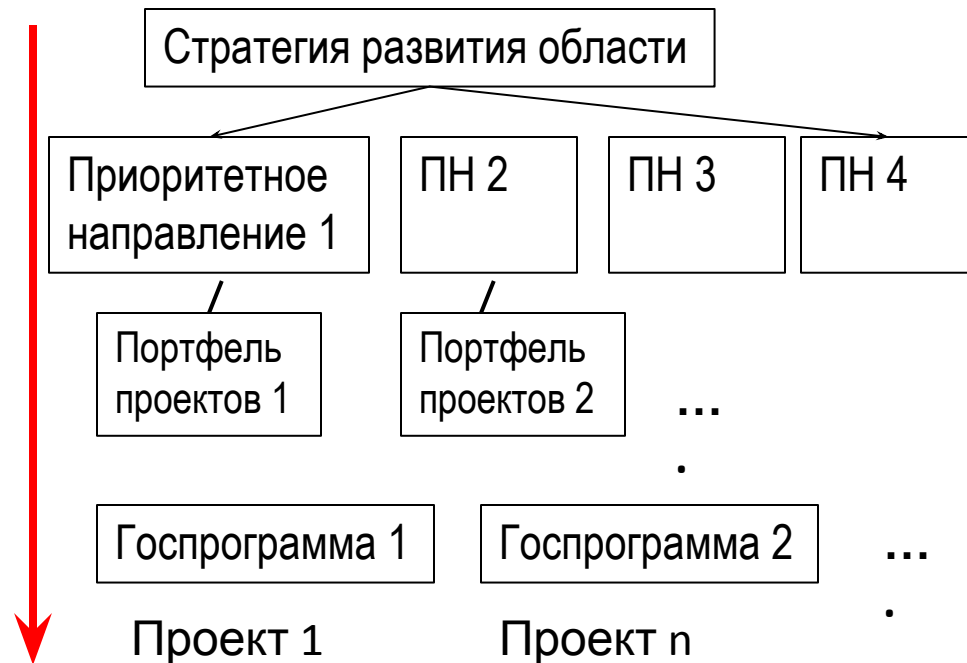 Стратегия развития области
Приоритетное
направление 1
ПН 2
ПН 3
ПН 4
Портфель
проектов 1
Портфель
проектов 2
...
.
Госпрограмма 1
Госпрограмма 2
...
.
Проект 1
Проект n